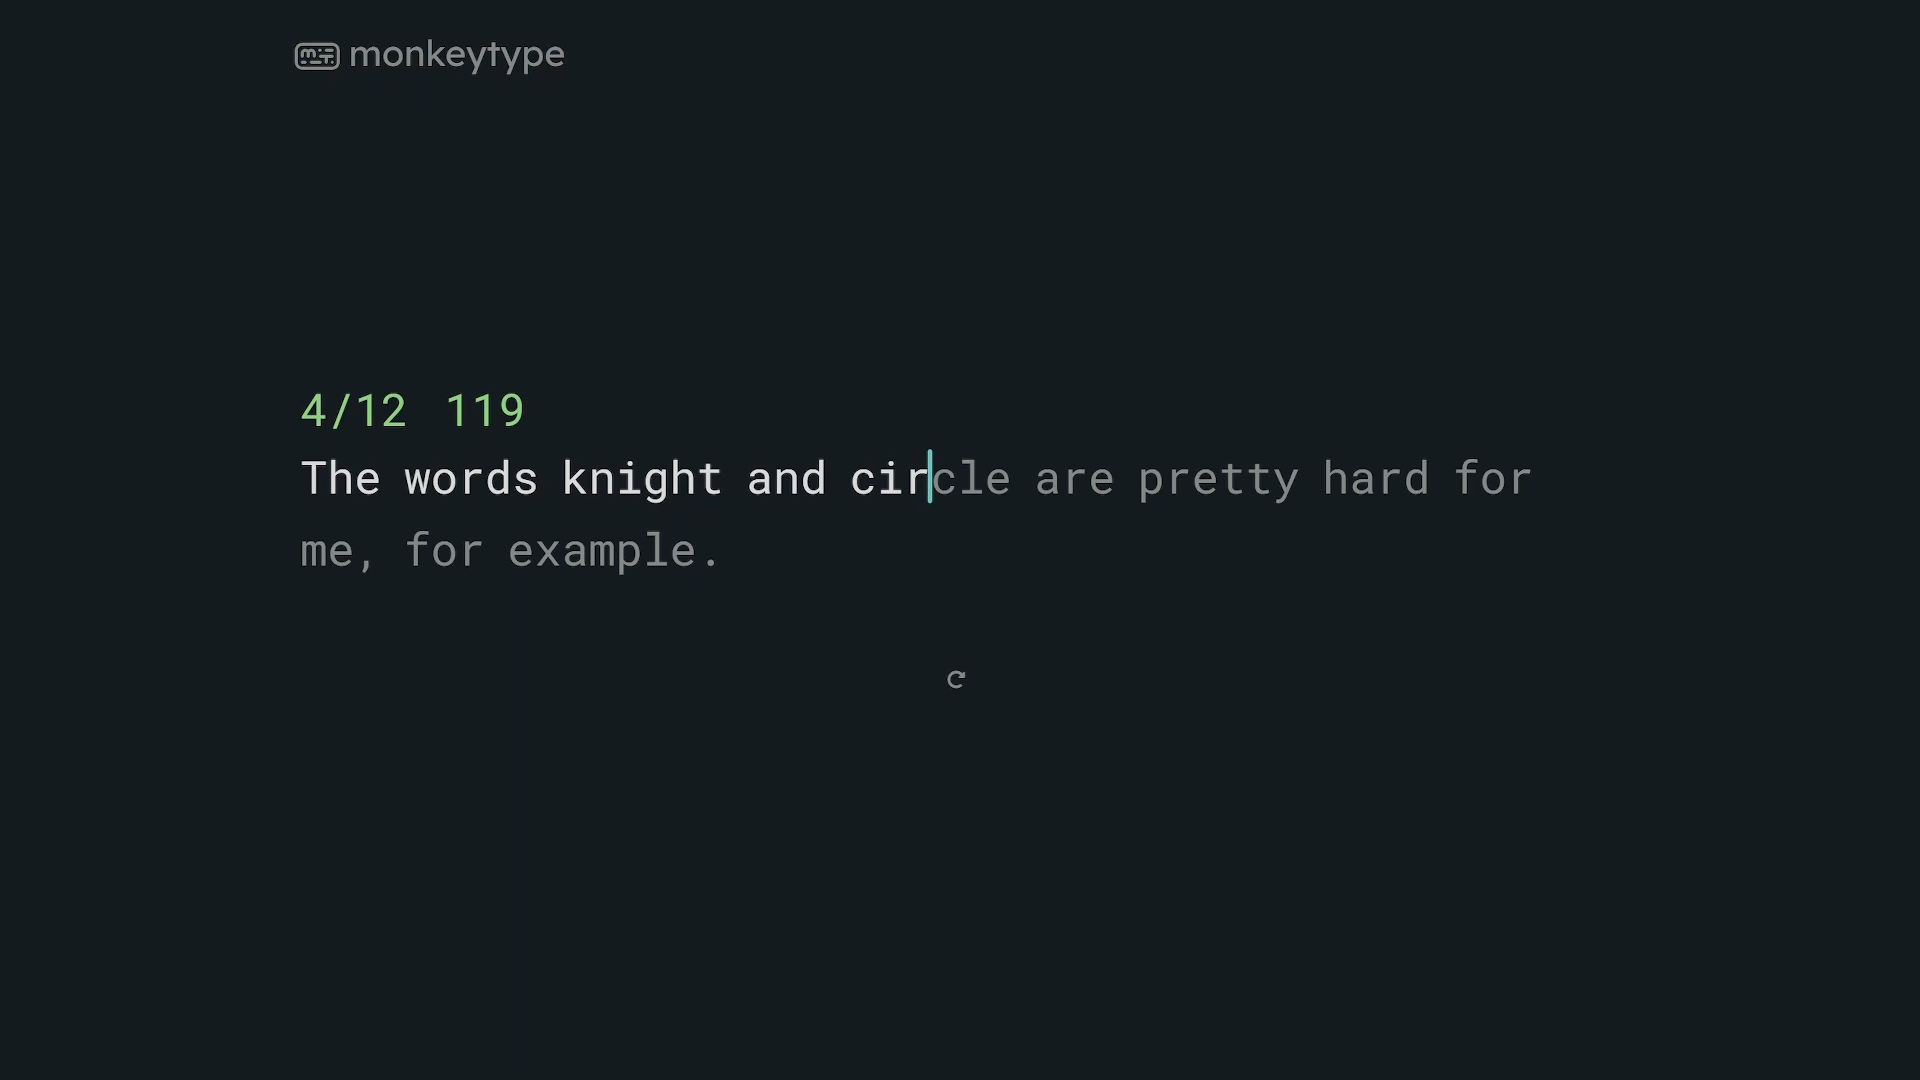 monkeytype
4/12 119
The words knight and circle are pretty hard for
me, for example.